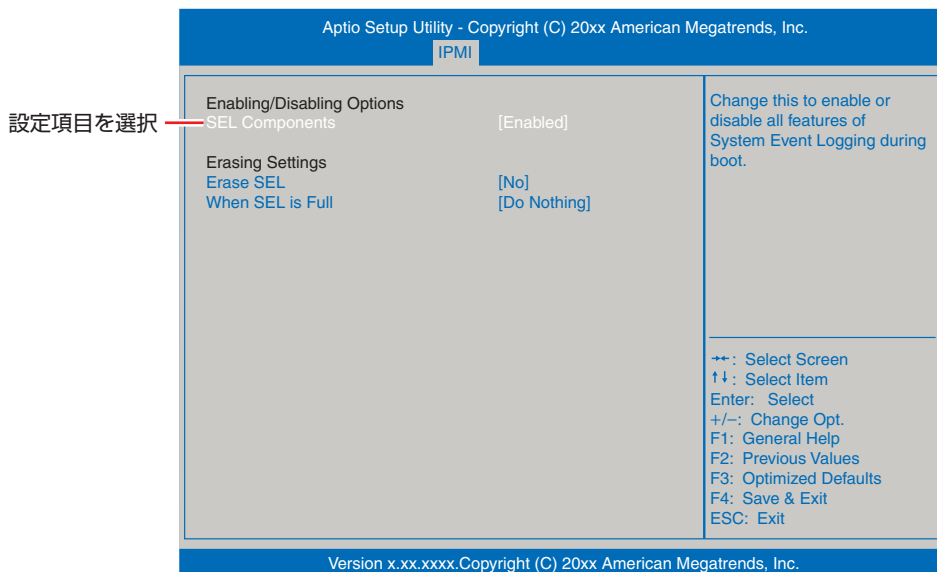 Aptio Setup Utility - Copyright (C) 20xx American Megatrends, Inc.
IPMI
設定項目を選択
Enabling/Disabling Options
SEL Components [Enabled]
Erasing Settings
Erase SEL [No]
When SEL is Full [Do Nothing]
Change this to enable or
disable all features of
System Event Logging during
boot.
→←: Select Screen
↑↓: Select Item
Enter: Select
+/−: Change Opt.
F1: General Help
F2: Previous Values
F3: Optimized Defaults
F4: Save & Exit
ESC: Exit
Version x.xx.xxxx.Copyright (C) 20xx American Megatrends, Inc.